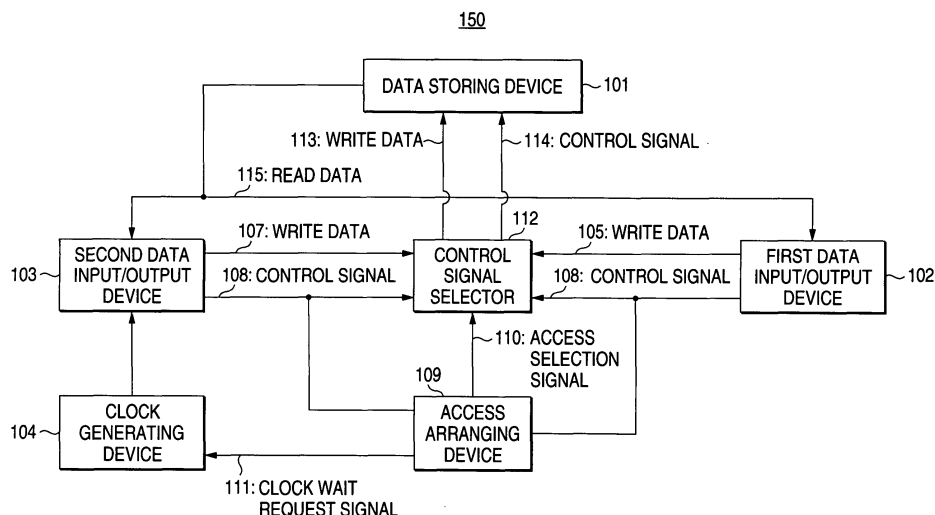 150
DATA STORING DEVICE
101
113: WRITE DATA
114: CONTROL SIGNAL
115: READ DATA
112
107: WRITE DATA
105: WRITE DATA
103
SECOND DATA
INPUT/OUTPUT
DEVICE
108: CONTROL SIGNAL
CONTROL
SIGNAL
SELECTOR
108: CONTROL SIGNAL
FIRST DATA
INPUT/OUTPUT
DEVICE
102
110: ACCESS
SELECTION
SIGNAL
109
104
CLOCK
GENERATING
DEVICE
ACCESS
ARRANGING
DEVICE
111: CLOCK WAIT
REQUEST SIGNAL